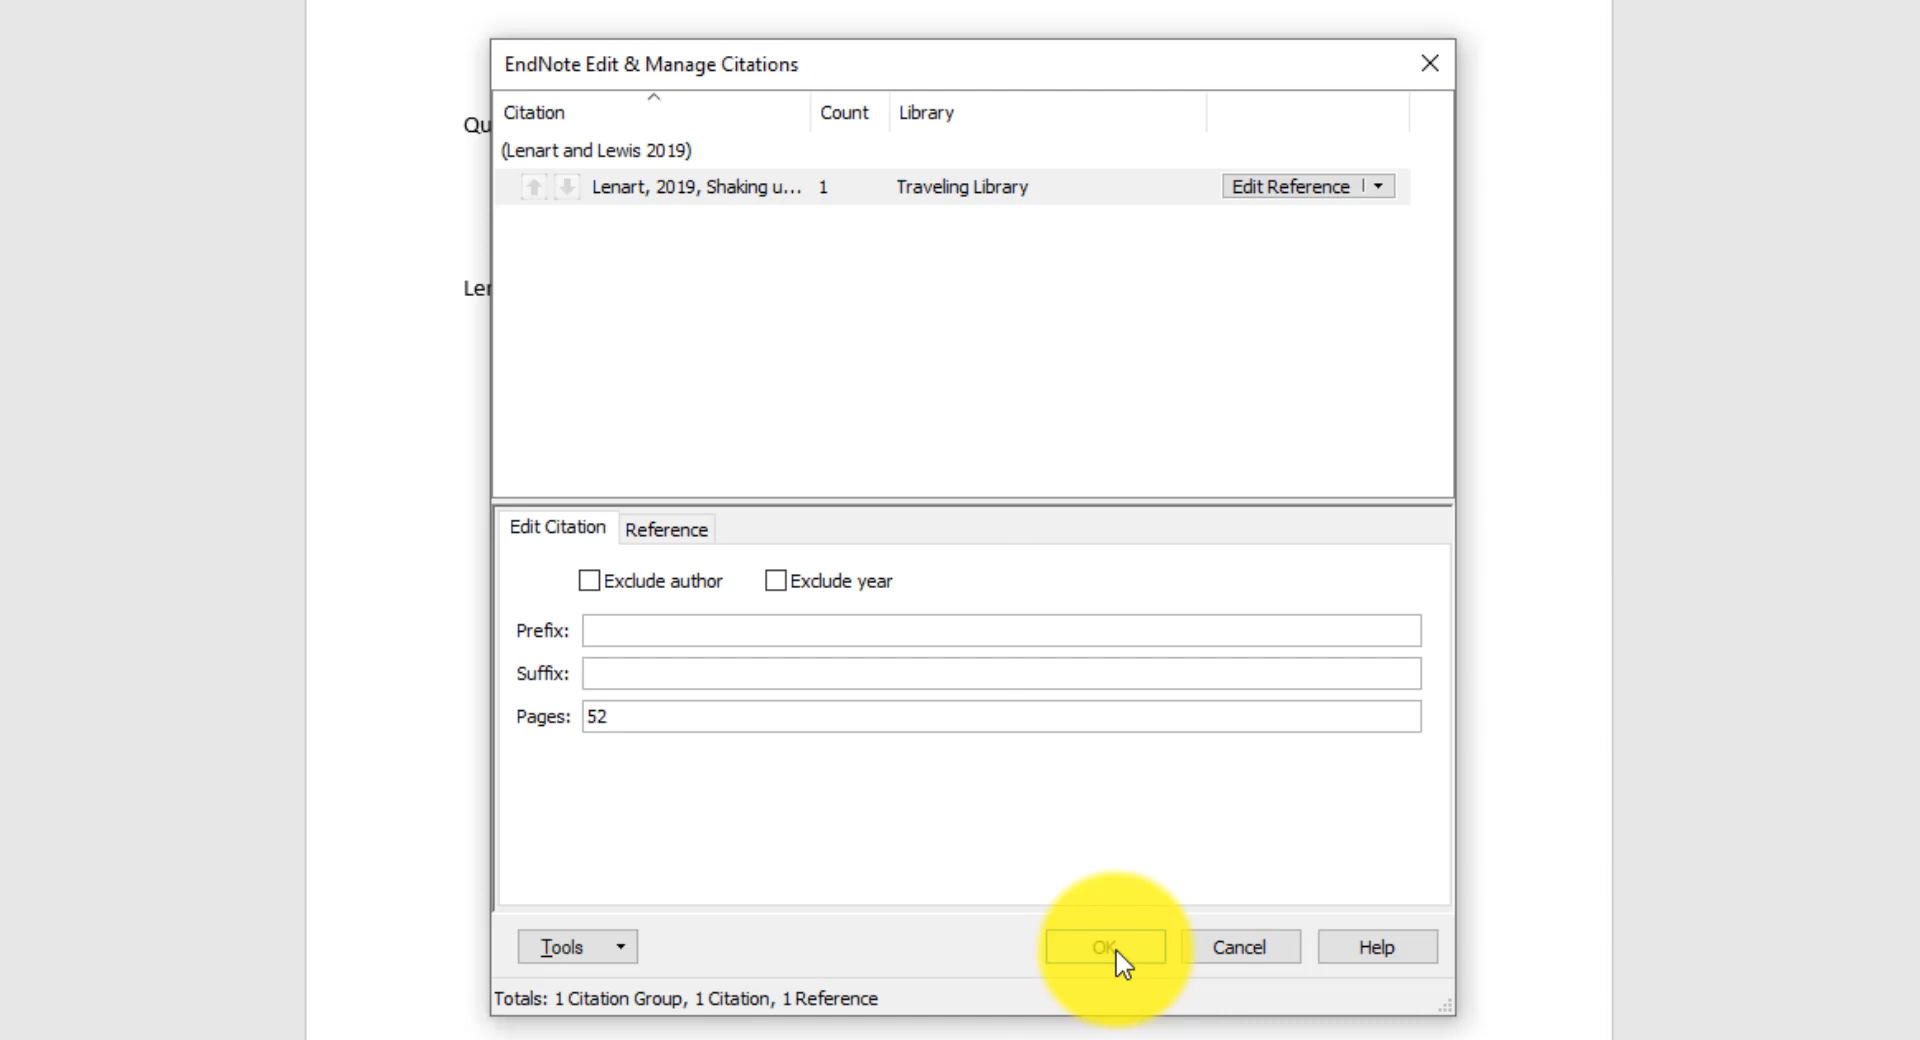 EndNote Edit & Manage Citations
Citation Count Library
Qu
(Lenart and Lewis 2019)
Lenart, 2019, Shaking u... 1 Traveling Library Edit Reference
Ler
Edit Citation Reference
Exclude author Exclude year
Prefix:
Suffix:
Pages: 52
Tools OK Cancel Help
Totals: 1 Citation Group, 1 Citation, 1 Reference